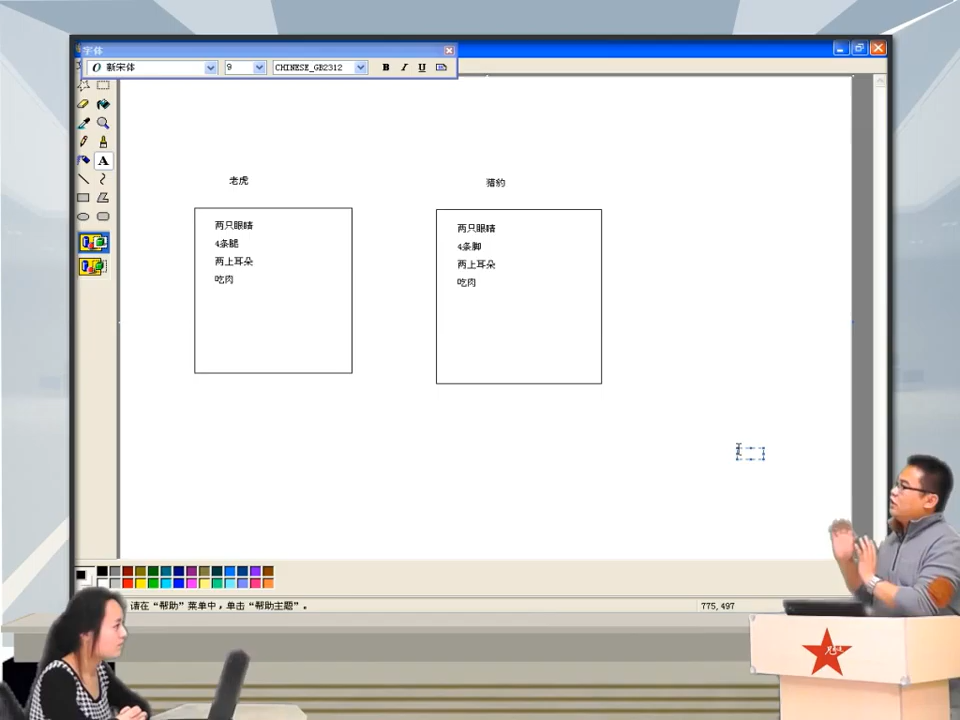 字体
新宋体
9
CHINESE_GB2312
B
I
U
A
老虎
两只眼睛
4条腿
两上耳朵
吃肉
猎豹
两只眼睛
4条脚
两上耳朵
吃肉
请在“帮助”菜单中，单击“帮助主题”。
775,497